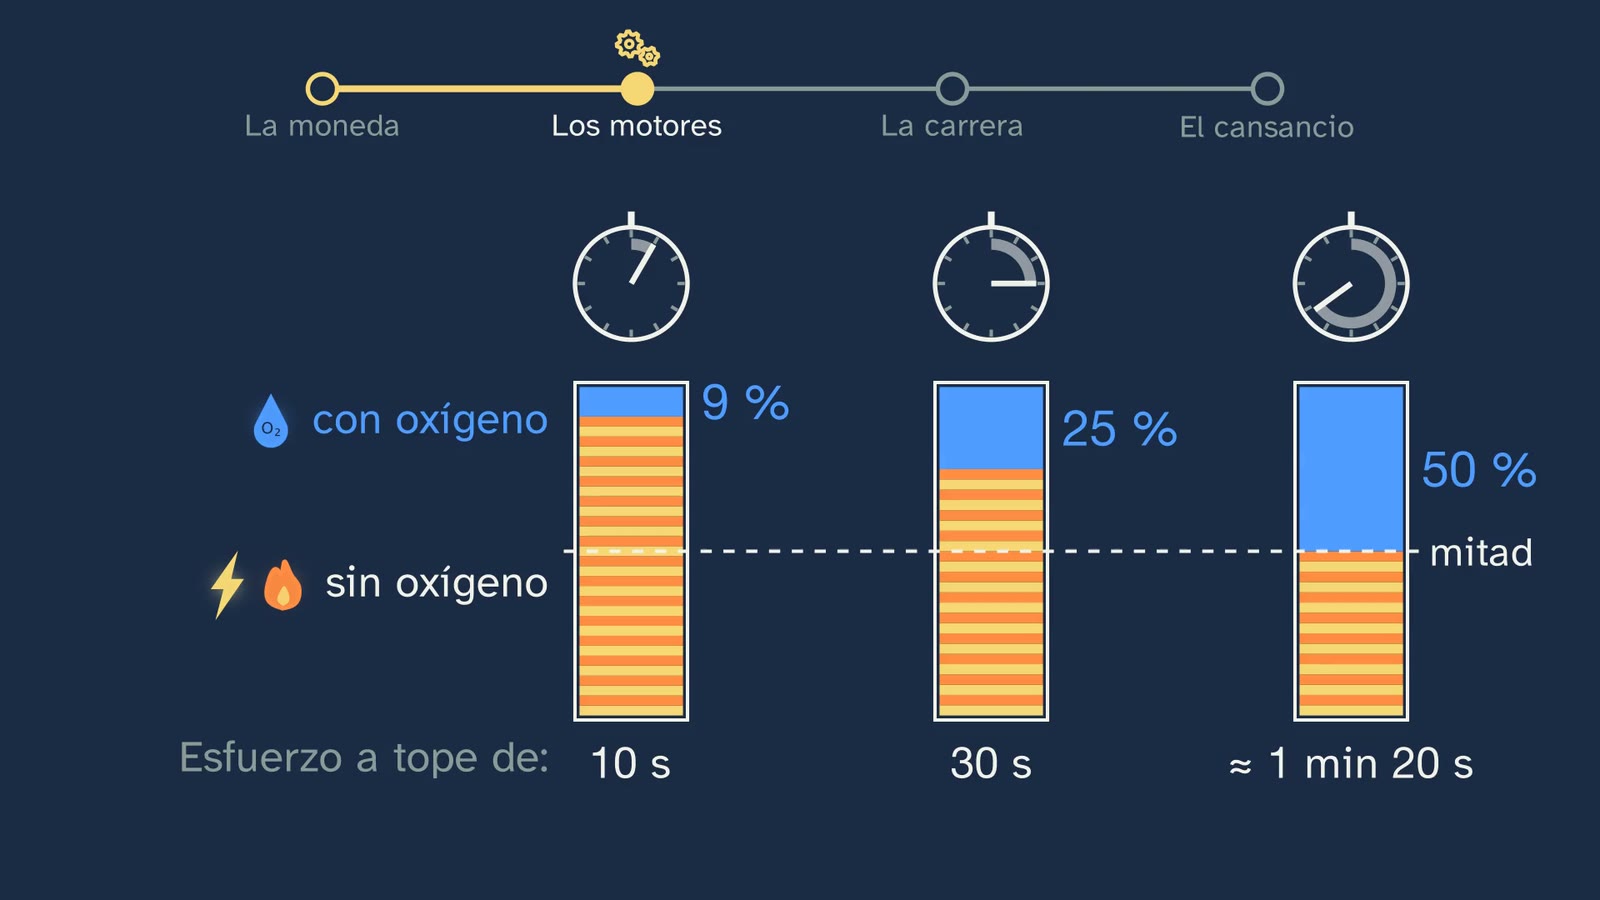 La moneda
Los motores
La carrera
El cansancio
con oxígeno
9 %
25 %
50 %
O₂
mitad
sin oxígeno
Esfuerzo a tope de:
10 s
30 s
≈ 1 min 20 s